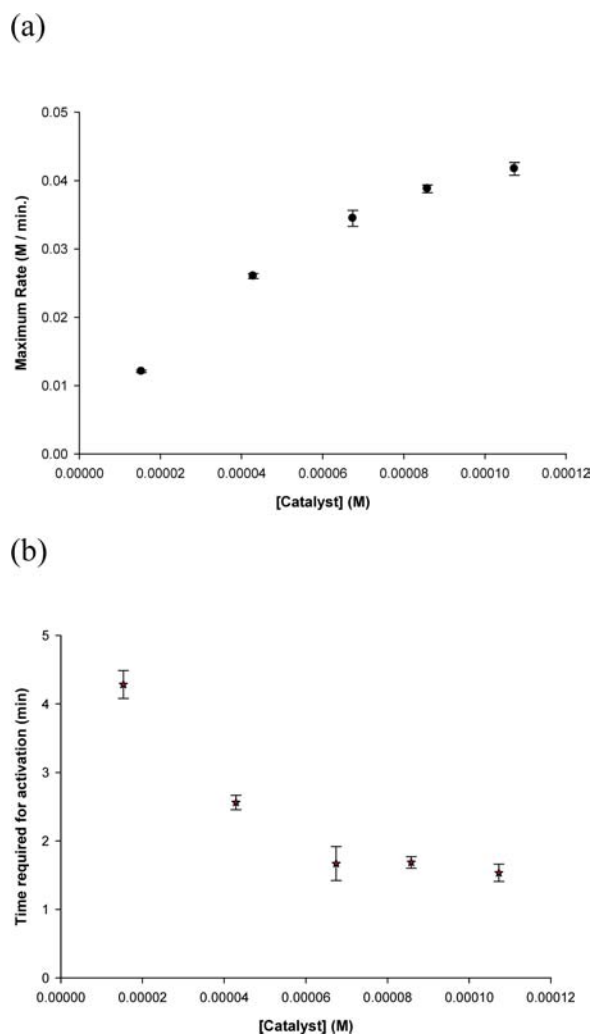 (a)
0.05
0.04
0.03
0.02
0.01
0.00
Maximum Rate (M / min.)
0.00000 0.00002 0.00004 0.00006 0.00008 0.00010 0.00012
[Catalyst] (M)
(b)
5
4
3
2
1
0
Time required for activation (min)
0.00000 0.00002 0.00004 0.00006 0.00008 0.00010 0.00012
[Catalyst] (M)